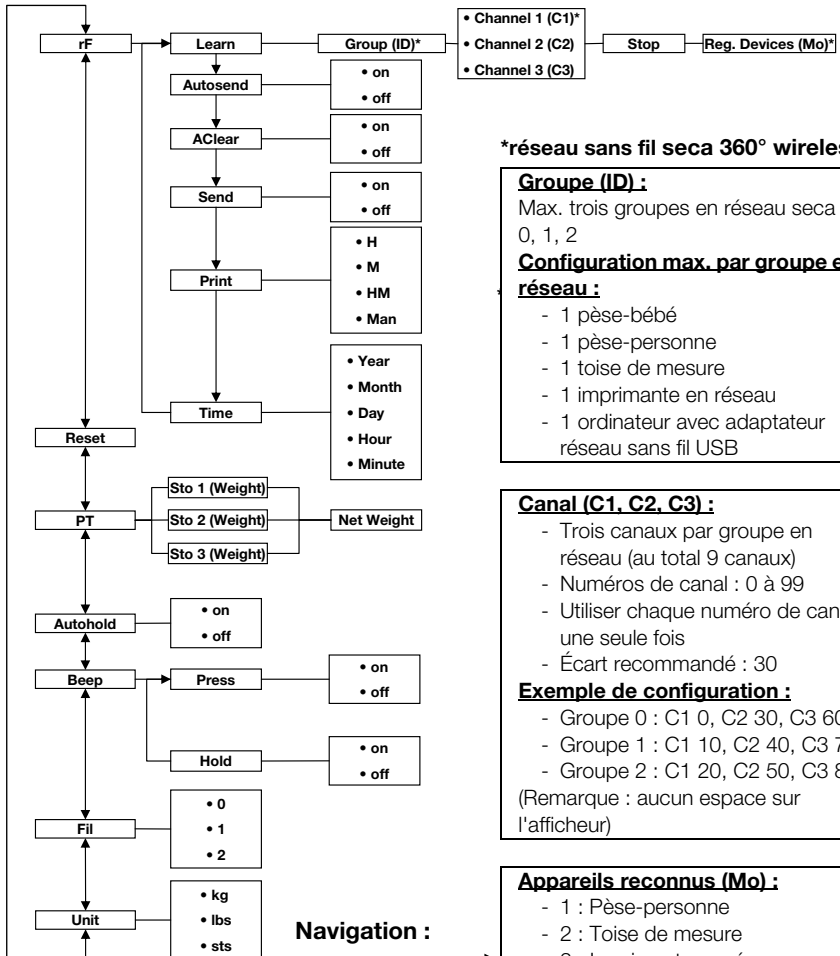 rF
Learn
Group (ID)*
• Channel 1 (C1)*
• Channel 2 (C2)
• Channel 3 (C3)
Stop
Reg. Devices (Mo)*
Autosend
• on
• off
AClear
• on
• off
Send
• on
• off
Print
• H
• M
• HM
• Man
Time
• Year
• Month
• Day
• Hour
• Minute
Reset
PT
Sto 1 (Weight)
Sto 2 (Weight)
Sto 3 (Weight)
Net Weight
Autohold
• on
• off
Beep
Press
• on
• off
Hold
• on
• off
Fil
• 0
• 1
• 2
Unit
• kg
• lbs
• sts
Navigation :
*réseau sans fil seca 360° wireles
Groupe (ID) :
Max. trois groupes en réseau seca
0, 1, 2
Configuration max. par groupe e
réseau :
- 1 pèse-bébé
- 1 pèse-personne
- 1 toise de mesure
- 1 imprimante en réseau
- 1 ordinateur avec adaptateur
réseau sans fil USB
Canal (C1, C2, C3) :
- Trois canaux par groupe en
réseau (au total 9 canaux)
- Numéros de canal : 0 à 99
- Utiliser chaque numéro de can
une seule fois
- Écart recommandé : 30
Exemple de configuration :
- Groupe 0 : C1 0, C2 30, C3 60
- Groupe 1 : C1 10, C2 40, C3 7
- Groupe 2 : C1 20, C2 50, C3 8
(Remarque : aucun espace sur
l'afficheur)
Appareils reconnus (Mo) :
- 1 : Pèse-personne
- 2 : Toise de mesure